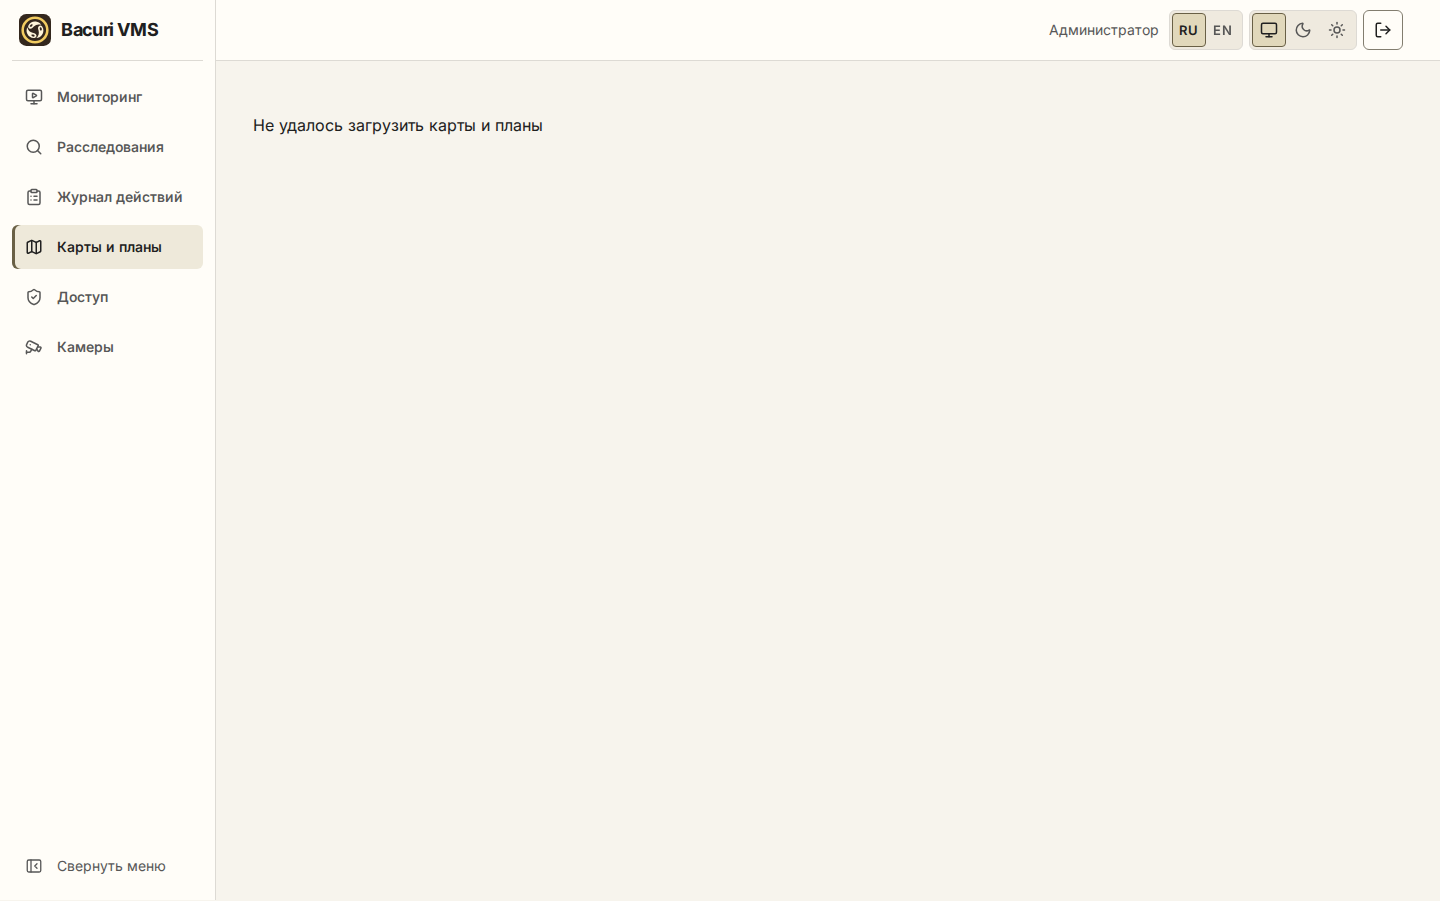 Bacuri VMS
Администратор
RU
EN
Мониторинг
Расследования
Журнал действий
Карты и планы
Доступ
Камеры
Не удалось загрузить карты и планы
Свернуть меню